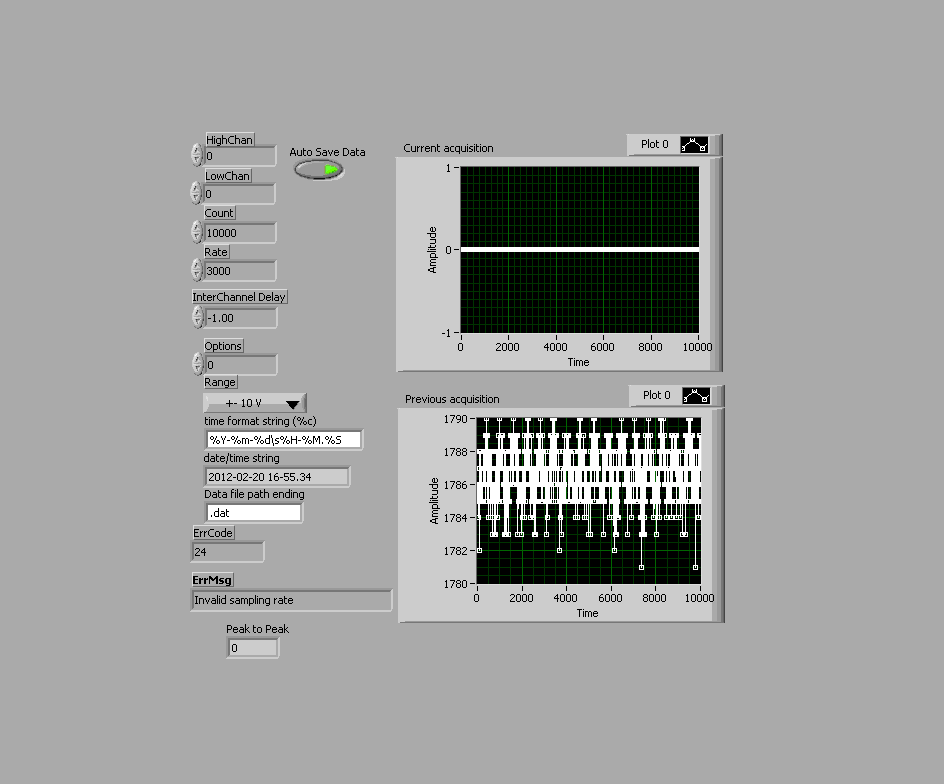 HighChan
0
LowChan
0
Count
10000
Rate
3000
InterChannel Delay
-1.00
Options
0
Range
+- 10 V
time format string (%c)
%Y-%m-%d\s%H-%M.%S
date/time string
2012-02-20 16-55.34
Data file path ending
.dat
ErrCode
24
ErrMsg
Invalid sampling rate
Peak to Peak
0
Auto Save Data
Current acquisition
Plot 0
Amplitude
1
0
-1
0 2000 4000 6000 8000 10000
Time
Previous acquisition
Plot 0
Amplitude
1790
1788
1786
1784
1782
1780
0 2000 4000 6000 8000 10000
Time